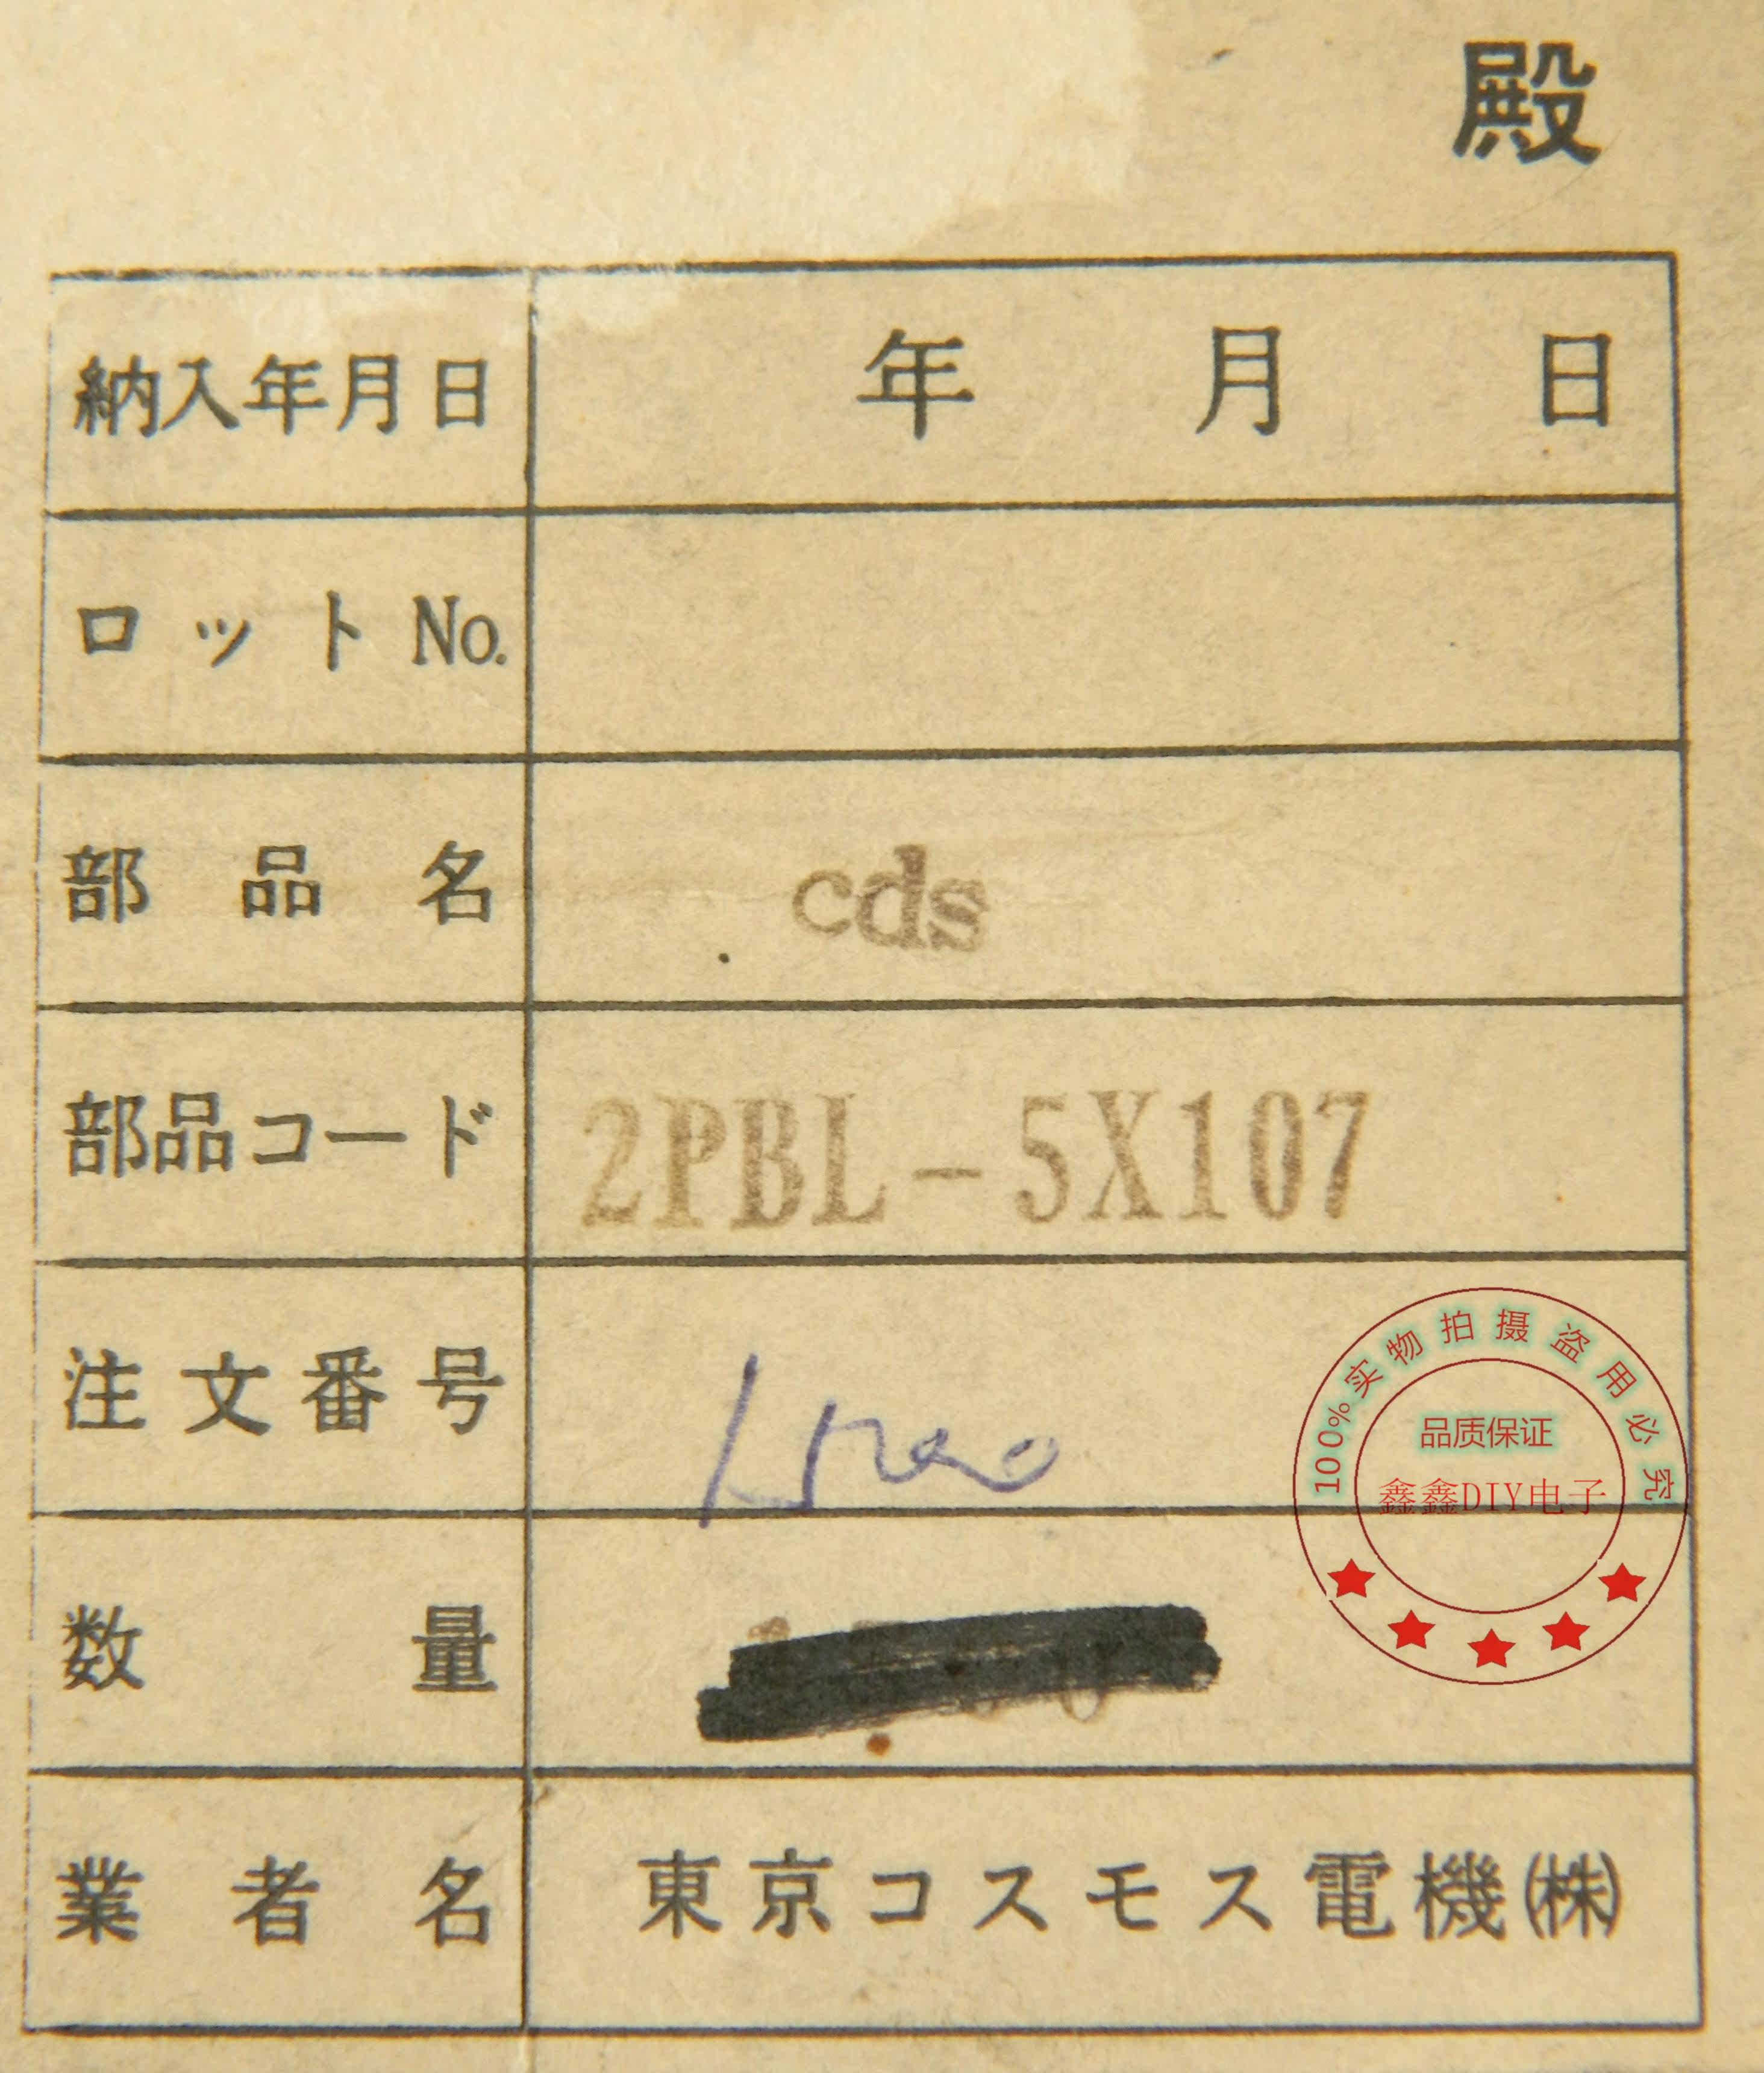 殿
納入年月日 年 月 日
ロットNo.
部品名 cds
部品コード 2PBL-5X107
注文番号
数量
業者名 東京コスモス電機(株)
100%实物拍摄盗用必究
品质保证
鑫鑫DIY电子